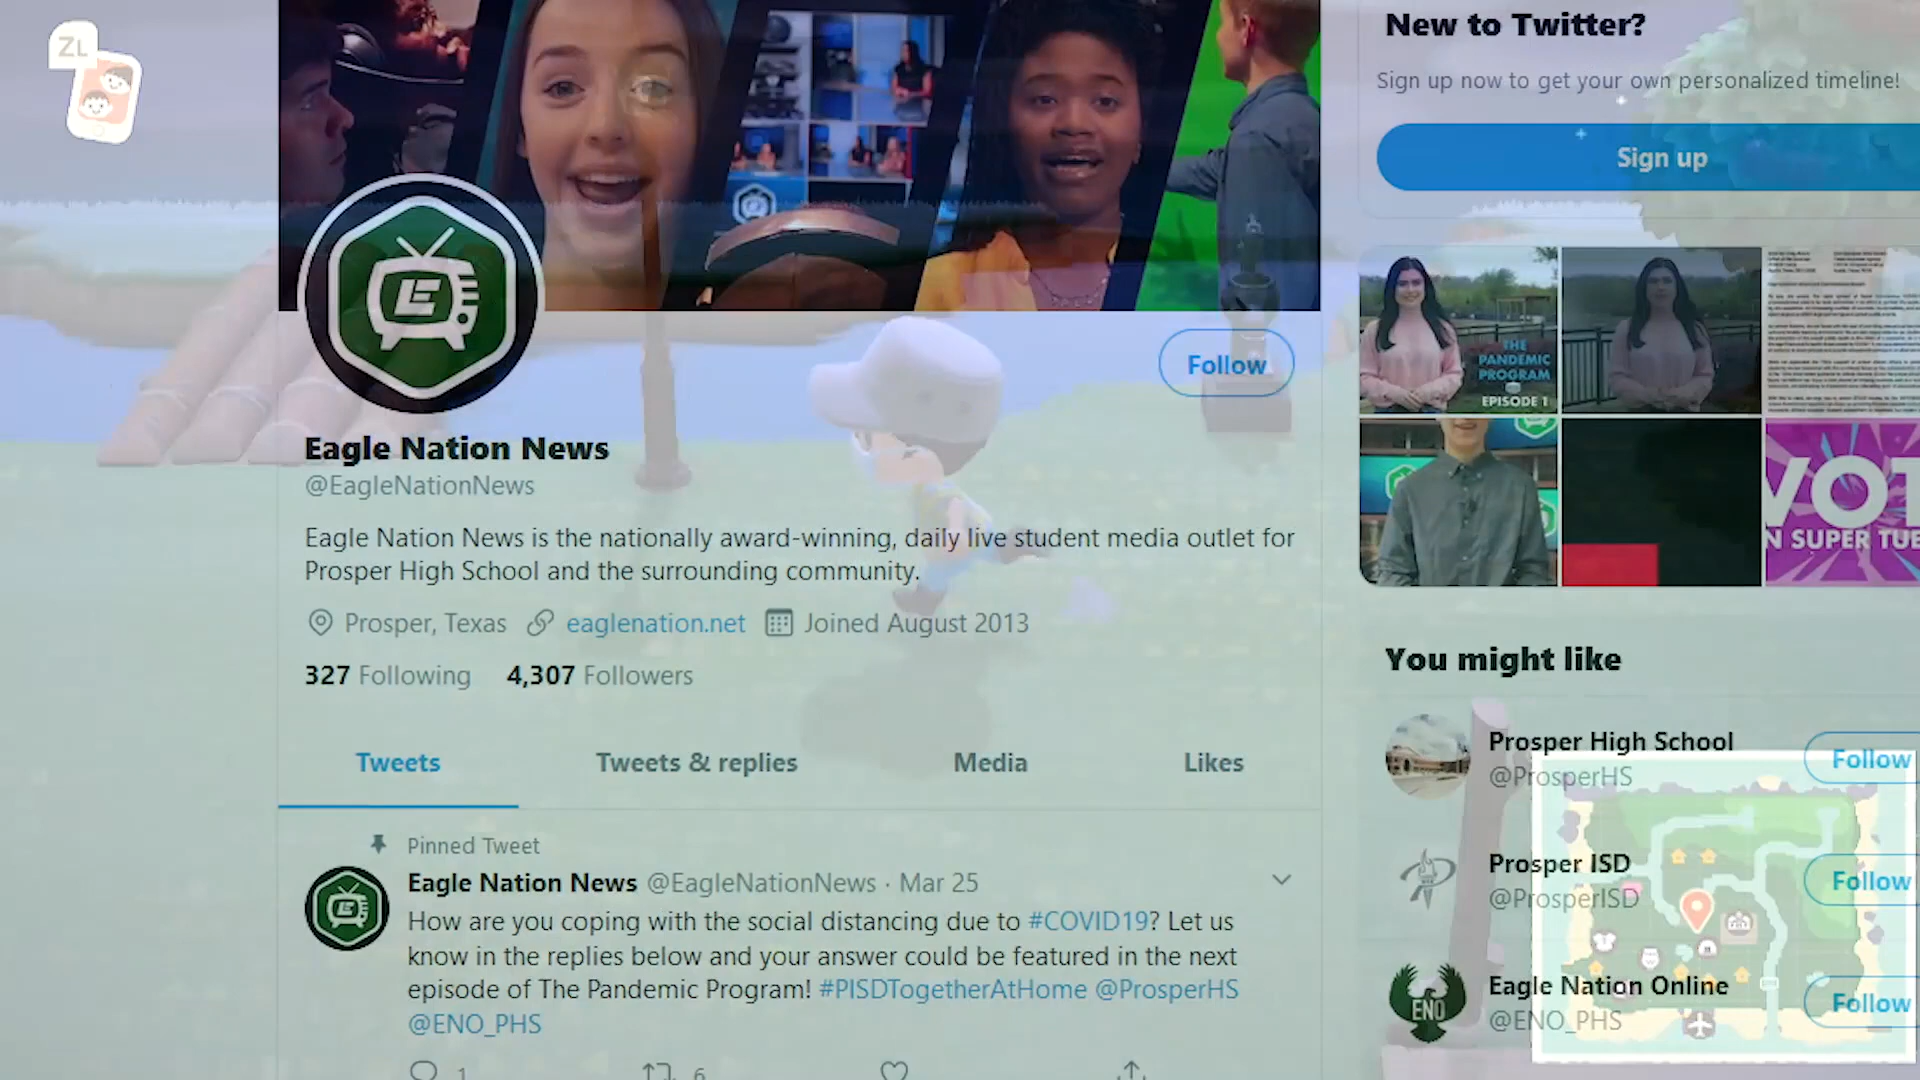 ZL
New to Twitter?
Sign up now to get your own personalized timeline!
Sign up
Follow
THE
PANDEMIC
PROGRAM
EPISODE 1
Eagle Nation News
@EagleNationNews
Eagle Nation News is the nationally award-winning, daily live student media outlet for
Prosper High School and the surrounding community.
Prosper, Texas eaglenation.net Joined August 2013
327 Following 4,307 Followers
N SUPER TUE
You might like
Prosper High School
@ProsperHS
Follow
Tweets Tweets & replies Media Likes
Pinned Tweet
Eagle Nation News @EagleNationNews · Mar 25
How are you coping with the social distancing due to #COVID19? Let us
know in the replies below and your answer could be featured in the next
episode of The Pandemic Program! #PISDTogetherAtHome @ProsperHS
@ENO_PHS
1 6
Prosper ISD
@ProsperISD
Follow
ENO
Eagle Nation Online
@ENO_PHS
Follow